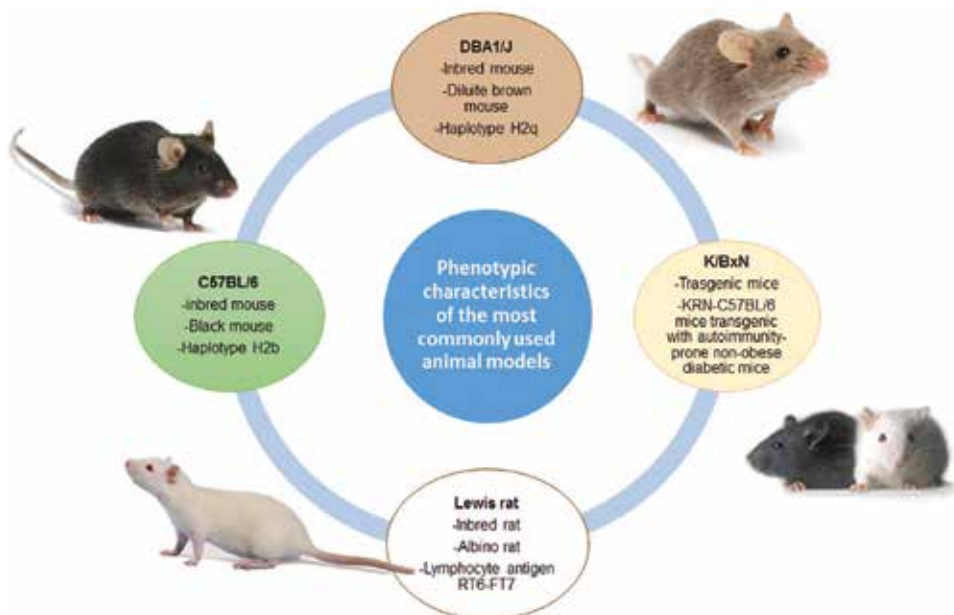 DBA1/J
-Inbred mouse
-Diluite brown
mouse
-Haplotype H2q
C57BL/6
-Inbred mouse
-Black mouse
-Haplotype H2b
Phenotypic
characteristics
of the most
commonly used
animal models
K/BxN
-Trasgenic mice
-KRN-C57BL/6
mice transgenic
with autoimmunity-
prone non-obese
diabetic mice
Lewis rat
-Inbred rat
-Albino rat
-Lymphocyte antigen
RT6-FT7